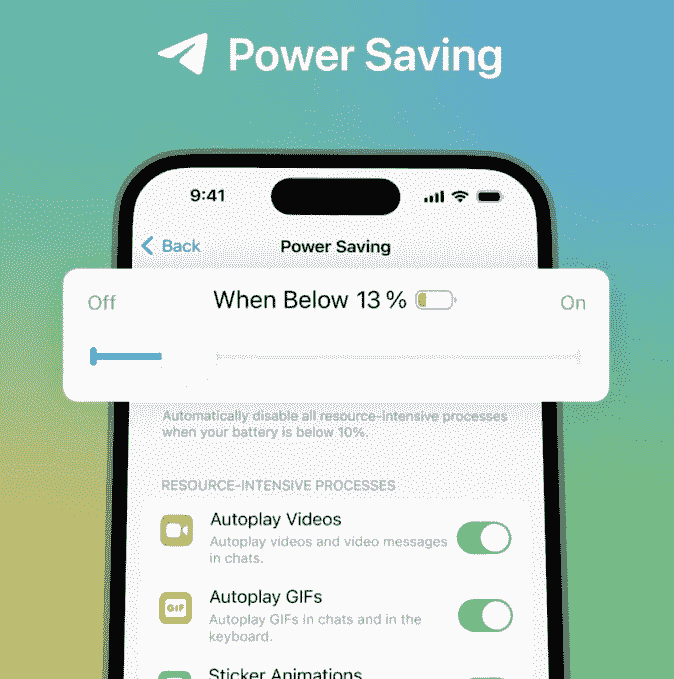 Power Saving
9:41
Back
Power Saving
Off
When Below 13 %
On
Automatically disable all resource-intensive processes
when your battery is below 10%.
RESOURCE-INTENSIVE PROCESSES
Autoplay Videos
Autoplay videos and video messages
in chats.
GIF
Autoplay GIFs
Autoplay GIFs in chats and in the
keyboard.
Sticker Animations